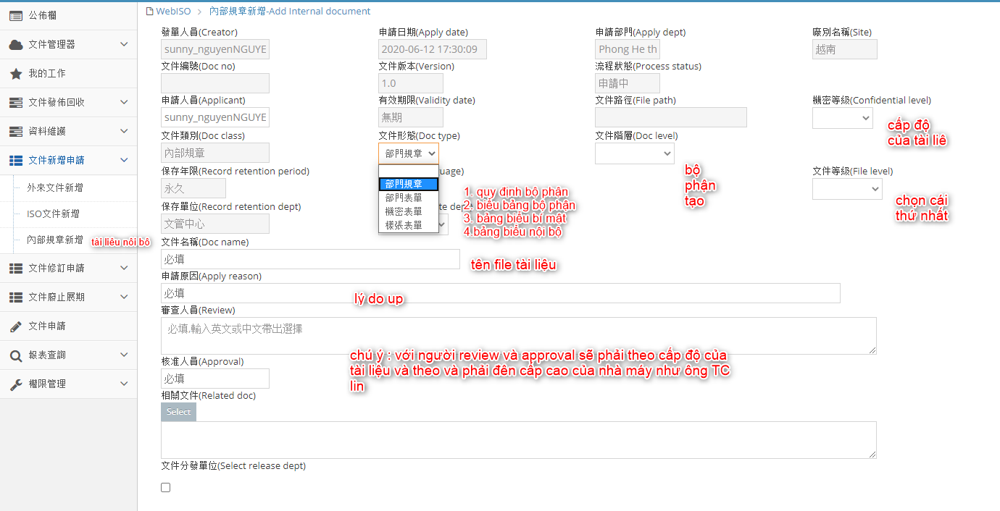 公佈欄
文件管理器
我的工作
文件發佈回收
資料維護
文件新增申請
外來文件新增
ISO文件新增
內部規章新增 tài liệu nôi bô
文件修訂申請
文件廢止展期
文件申請
報表查詢
權限管理
WebISO > 內部規章新增-Add Internal document
發單人員(Creator) 申請日期(Apply date) 申請部門(Apply dept) 廠別名稱(Site)
sunny_nguyenNGUYE 2020-06-12 17:30:09 Phong He th 越南
文件編號(Doc no) 文件版本(Version) 流程狀態(Process status)
1.0 申請中
申請人員(Applicant) 有效期限(Validity date) 文件路徑(File path) 機密等級(Confidential level)
sunny_nguyenNGUYE 無期
cấp độ
của tài liê
文件類別(Doc class) 文件形態(Doc type) 文件階層(Doc level)
內部規章 部門規章
保存年限(Record retention period) uage) 文件等級(File level)
永久
部門規章
部門表單
機密表單
樣張表單
1. quy đinh bô phân
2. biểu bảng bô phận
3. bảng biểu bí mât
4.bảng biểu nôi bô
bộ
phân
tạo
chọn cái
thứ nhất
保存單位(Record retention dept) te dep
文管中心
文件名稱(Doc name)
必填 tên file tài liệu
申請原因(Apply reason)
必填 lý do up
審查人員(Review)
必填,輸入英文或中文帶出選擇
chú ý : với người review và approval sẽ phải theo cấp độ của
tài liệu và theo và phải đên cấp cao của nhà máy như ông TC
lin
核准人員(Approval)
必填
相關文件(Related doc)
Select
文件分發單位(Select release dept)